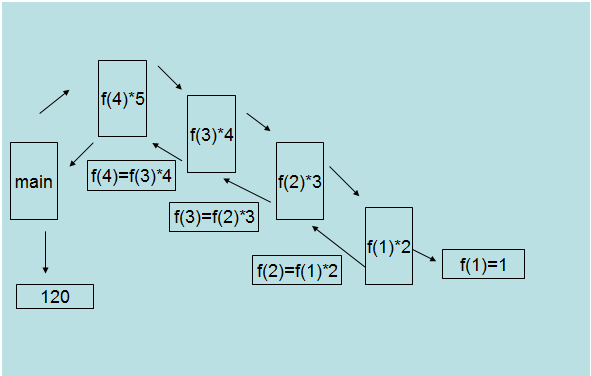 f(4)*5
f(3)*4
main
f(4)=f(3)*4
f(2)*3
f(3)=f(2)*3
f(1)*2
f(2)=f(1)*2
f(1)=1
120